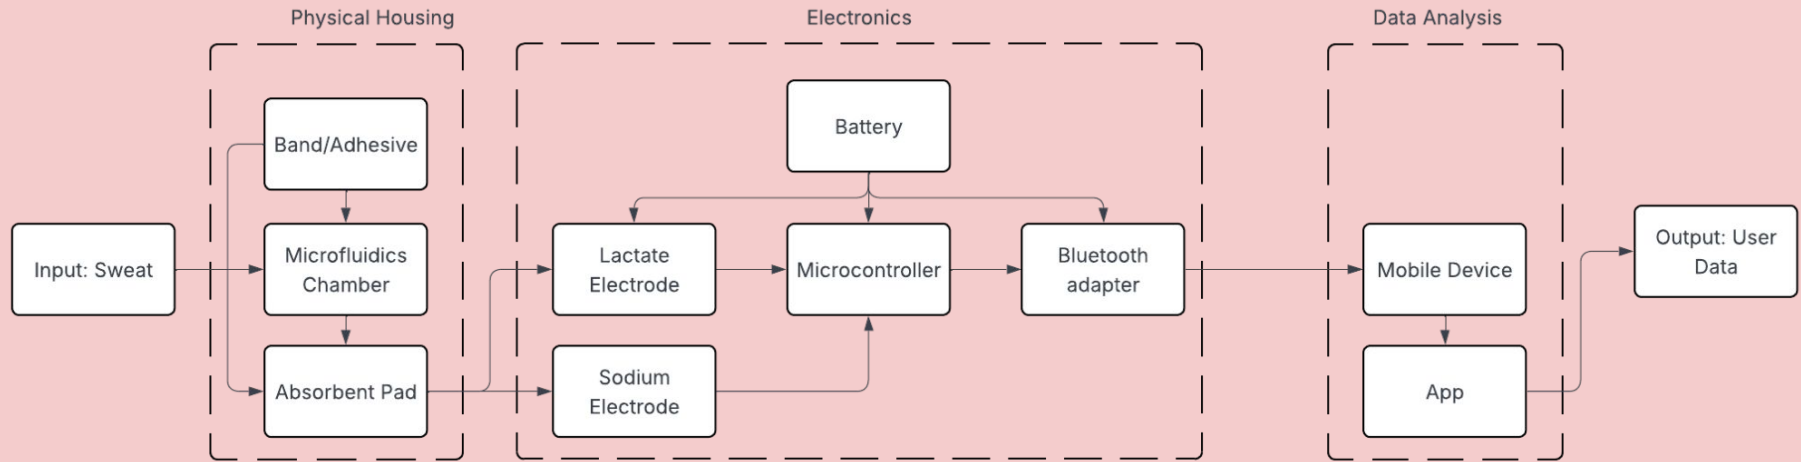 Physical Housing
Electronics
Data Analysis
Input: Sweat
Band/Adhesive
Microfluidics
Chamber
Absorbent Pad
Battery
Lactate
Electrode
Microcontroller
Bluetooth
adapter
Sodium
Electrode
Mobile Device
App
Output: User
Data